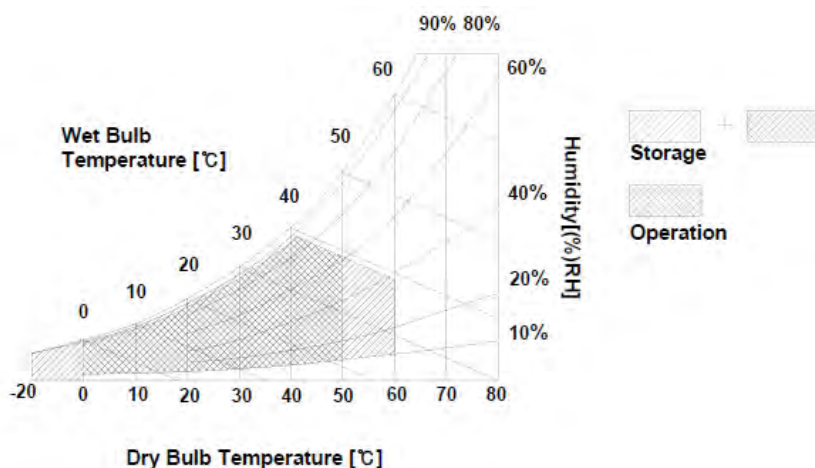 90% 80%
60
60%
50
Wet Bulb
Temperature [℃]
Storage
Humidity[(%)RH]
40
40%
30
Operation
20
20%
10
0
10%
-20 0 10 20 30 40 50 60 70 80
Dry Bulb Temperature [℃]